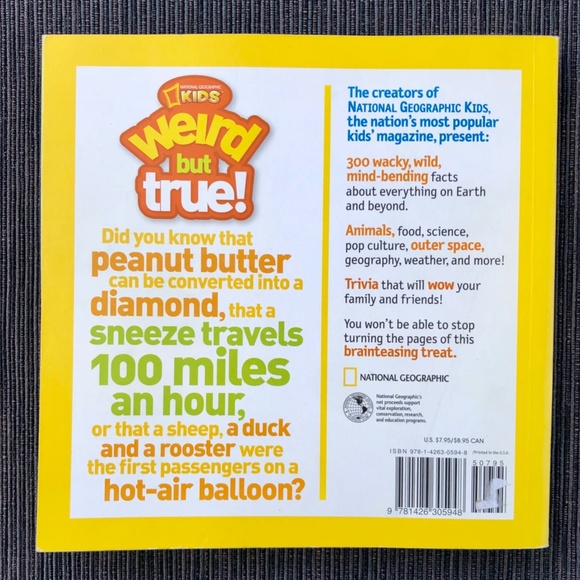 NATIONAL GEOGRAPHIC
KIDS
Weird
but
true!
Did you know that
peanut butter
can be converted into a
diamond, that a
sneeze travels
100 miles
an hour,
or that a sheep, a duck
and a rooster were
the first passengers on a
hot-air balloon?
The creators of
NATIONAL GEOGRAPHIC KIDS,
the nation's most popular
kids' magazine, present:
300 wacky, wild,
mind-bending facts
about everything on Earth
and beyond.
Animals, food, science,
pop culture, outer space,
geography, weather, and more!
Trivia that will wow your
family and friends!
You won't be able to stop
turning the pages of this
brainteasing treat.
NATIONAL GEOGRAPHIC
National Geographic's
net proceeds support
vital exploration,
conservation, research,
and education programs.
U.S. $7.95/$8.95 CAN
ISBN 978-1-4263-0594-8
/Printed in the U.S.A.
50795
9 781426 305948